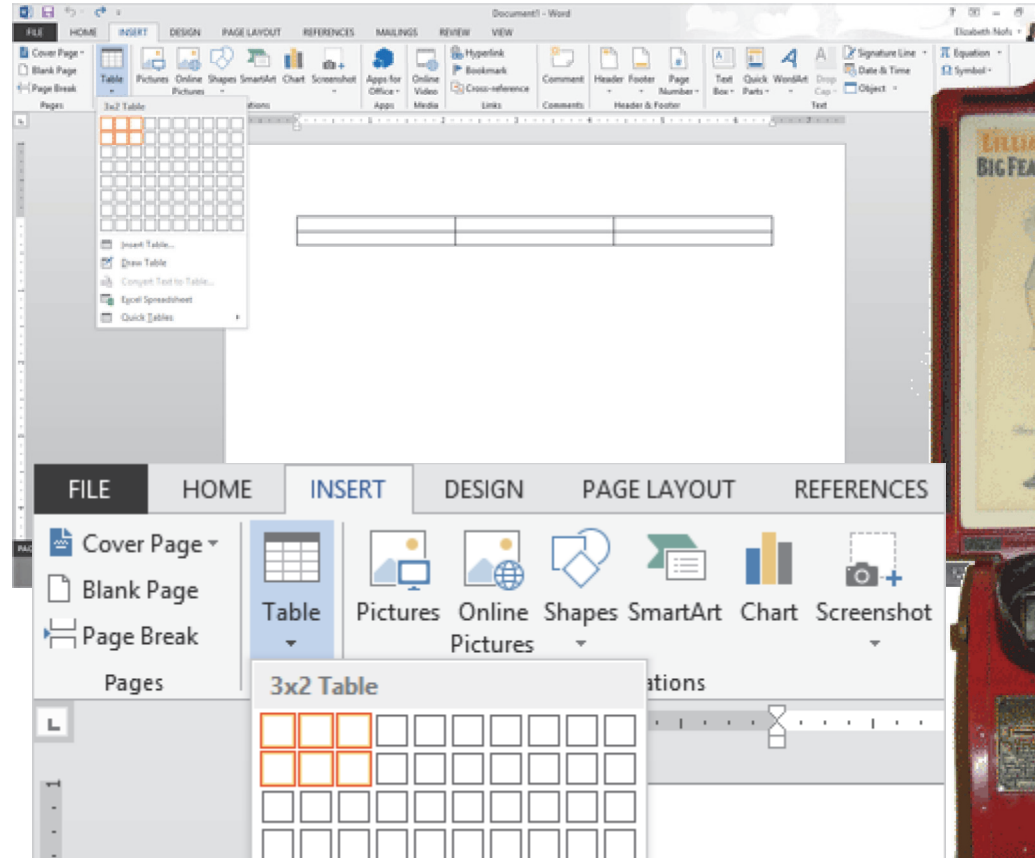 Document1 - Word
FILE HOME INSERT DESIGN PAGE LAYOUT REFERENCES MAILINGS REVIEW VIEW
Elizabeth Nofs
Cover Page
Blank Page
Page Break
Pages
Table
Pictures
Online Pictures
Shapes
SmartArt
Chart
Screenshot
ations
Apps for Office
Apps
Online Video
Media
Hyperlink
Bookmark
Cross-reference
Links
Comment
Comments
Header
Footer
Page Number
Header & Footer
Text Box
Quick Parts
WordArt
Drop Cap
Signature Line
Date & Time
Object
Text
Equation
Symbol
3x2 Table
Insert Table...
Draw Table
Convert Text to Table...
Excel Spreadsheet
Quick Tables
BIG FEA
FILE HOME INSERT DESIGN PAGE LAYOUT REFERENCES
Cover Page
Blank Page
Page Break
Pages
Table
Pictures
Online
Pictures
Shapes
SmartArt
Chart
Screenshot
ations
3x2 Table